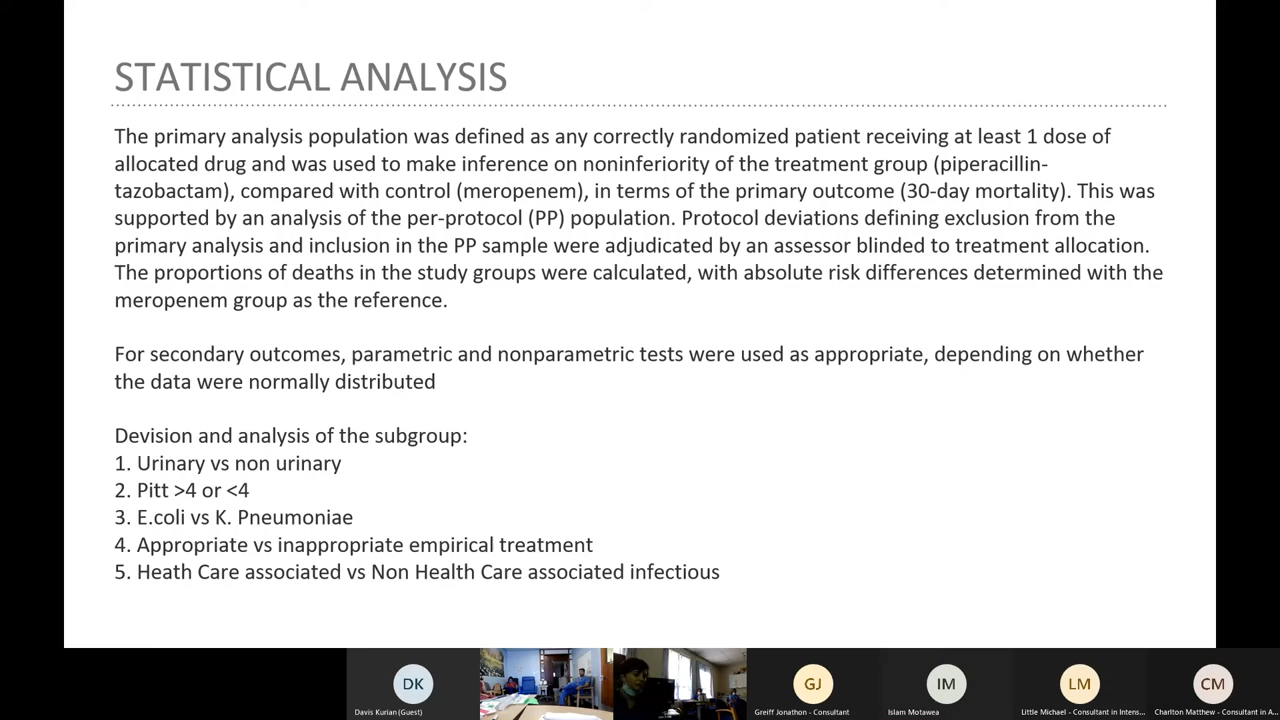 STATISTICAL ANALYSIS
The primary analysis population was defined as any correctly randomized patient receiving at least 1 dose of
allocated drug and was used to make inference on noninferiority of the treatment group (piperacillin-
tazobactam), compared with control (meropenem), in terms of the primary outcome (30-day mortality). This was
supported by an analysis of the per-protocol (PP) population. Protocol deviations defining exclusion from the
primary analysis and inclusion in the PP sample were adjudicated by an assessor blinded to treatment allocation.
The proportions of deaths in the study groups were calculated, with absolute risk differences determined with the
meropenem group as the reference.
For secondary outcomes, parametric and nonparametric tests were used as appropriate, depending on whether
the data were normally distributed
Devision and analysis of the subgroup:
1. Urinary vs non urinary
2. Pitt >4 or <4
3. E.coli vs K. Pneumoniae
4. Appropriate vs inappropriate empirical treatment
5. Heath Care associated vs Non Health Care associated infectious
DK GJ IM LM CM
Davis Kurian (Guest) Greiff Jonathon - Consultant Islam Motawea Little Michael - Consultant in Intens... Charlton Matthew - Consultant in A...